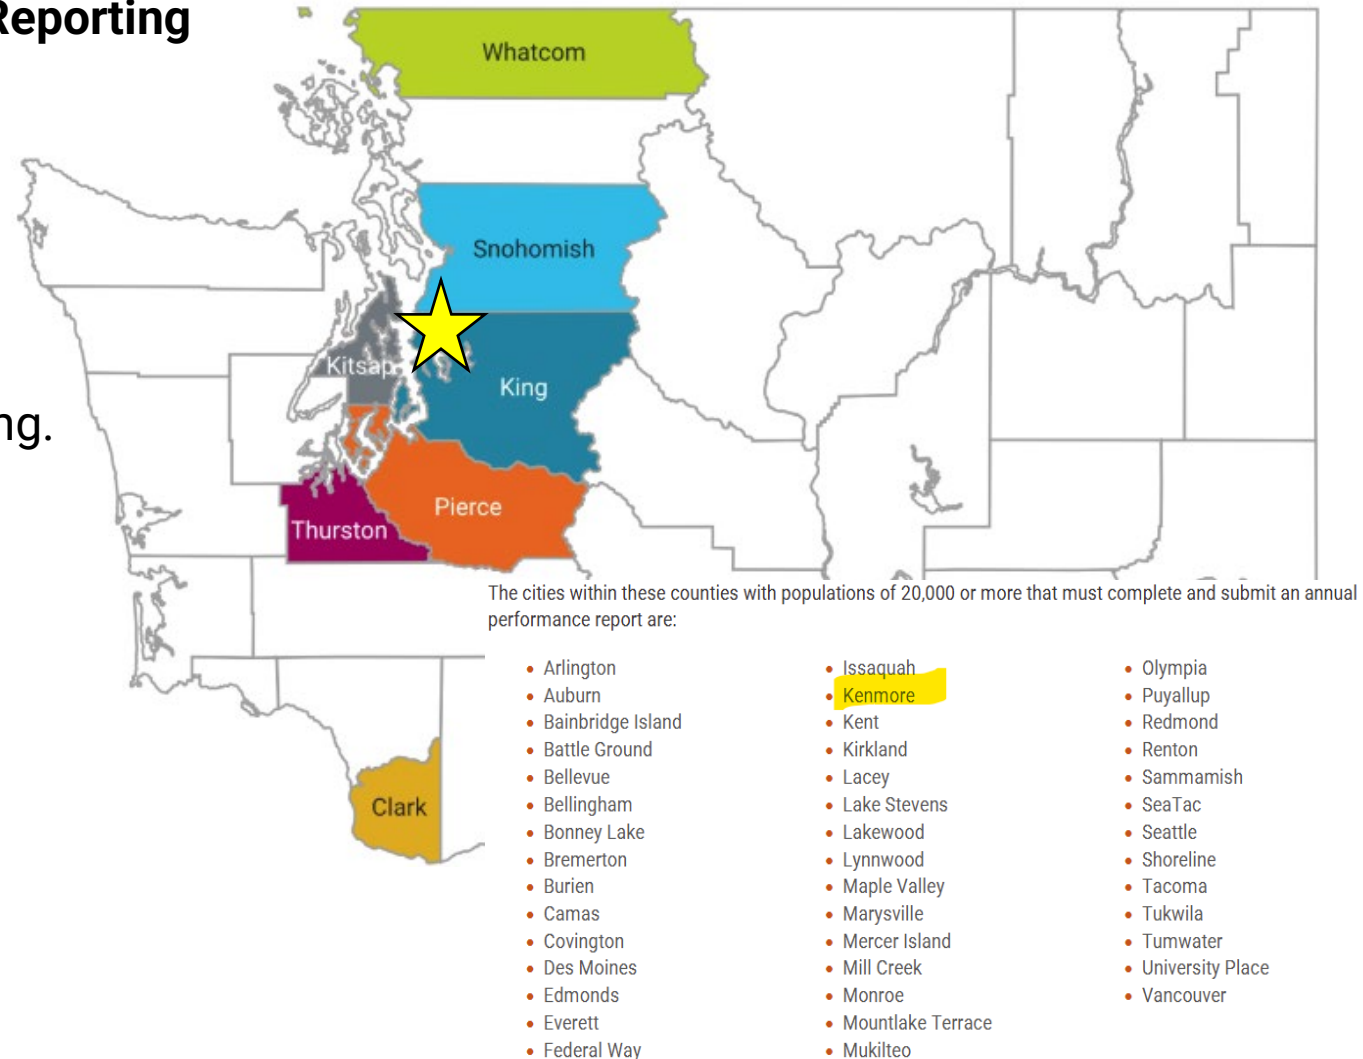 Reporting
Whatcom
Snohomish
Kitsap
King
ng.
Pierce
Thurston
Clark
The cities within these counties with populations of 20,000 or more that must complete and submit an annual
performance report are:
• Arlington
• Auburn
• Bainbridge Island
• Battle Ground
• Bellevue
• Bellingham
• Bonney Lake
• Bremerton
• Burien
• Camas
• Covington
• Des Moines
• Edmonds
• Everett
• Federal Way
• Issaquah
• Kenmore
• Kent
• Kirkland
• Lacey
• Lake Stevens
• Lakewood
• Lynnwood
• Maple Valley
• Marysville
• Mercer Island
• Mill Creek
• Monroe
• Mountlake Terrace
• Mukilteo
• Olympia
• Puyallup
• Redmond
• Renton
• Sammamish
• SeaTac
• Seattle
• Shoreline
• Tacoma
• Tukwila
• Tumwater
• University Place
• Vancouver